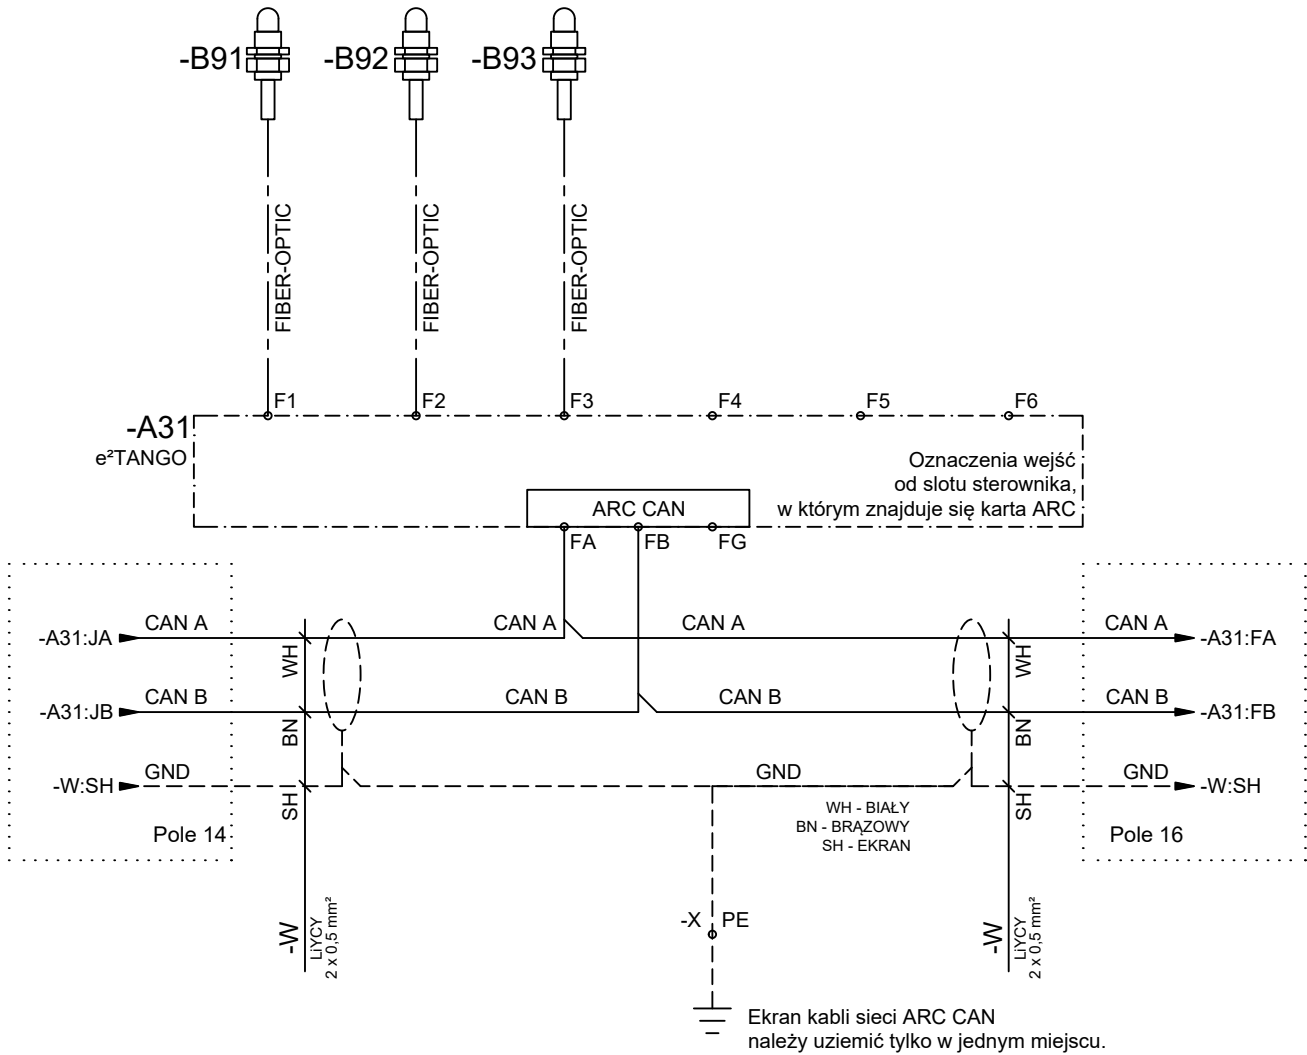 -B91
-B92
-B93
FIBER-OPTIC
FIBER-OPTIC
FIBER-OPTIC
F1
F2
F3
F4
F5
F6
-A31
e²TANGO
Oznaczenia wejść
od slotu sterownika,
w którym znajduje się karta ARC
ARC CAN
FA
FB
FG
-A31:JA
CAN A
CAN A
CAN A
CAN A
-A31:FA
WH
WH
-A31:JB
CAN B
CAN B
CAN B
CAN B
-A31:FB
BN
BN
-W:SH
GND
GND
GND
-W:SH
SH
SH
WH - BIAŁY
BN - BRĄZOWY
SH - EKRAN
Pole 14
Pole 16
-W
LiYCY
2 x 0,5 mm²
-X
PE
-W
LiYCY
2 x 0,5 mm²
Ekran kabli sieci ARC CAN
należy uziemić tylko w jednym miejscu.